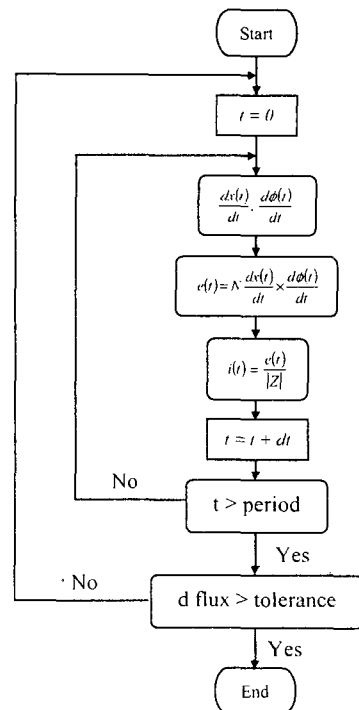 Start
t = 0
dx(t)/dt · dϕ(t)/dt
e(t) = N dx(t)/dt × dϕ(t)/dt
i(t) = e(t)/|Z|
t = t + dt
No
t > period
Yes
No
d flux > tolerance
Yes
End